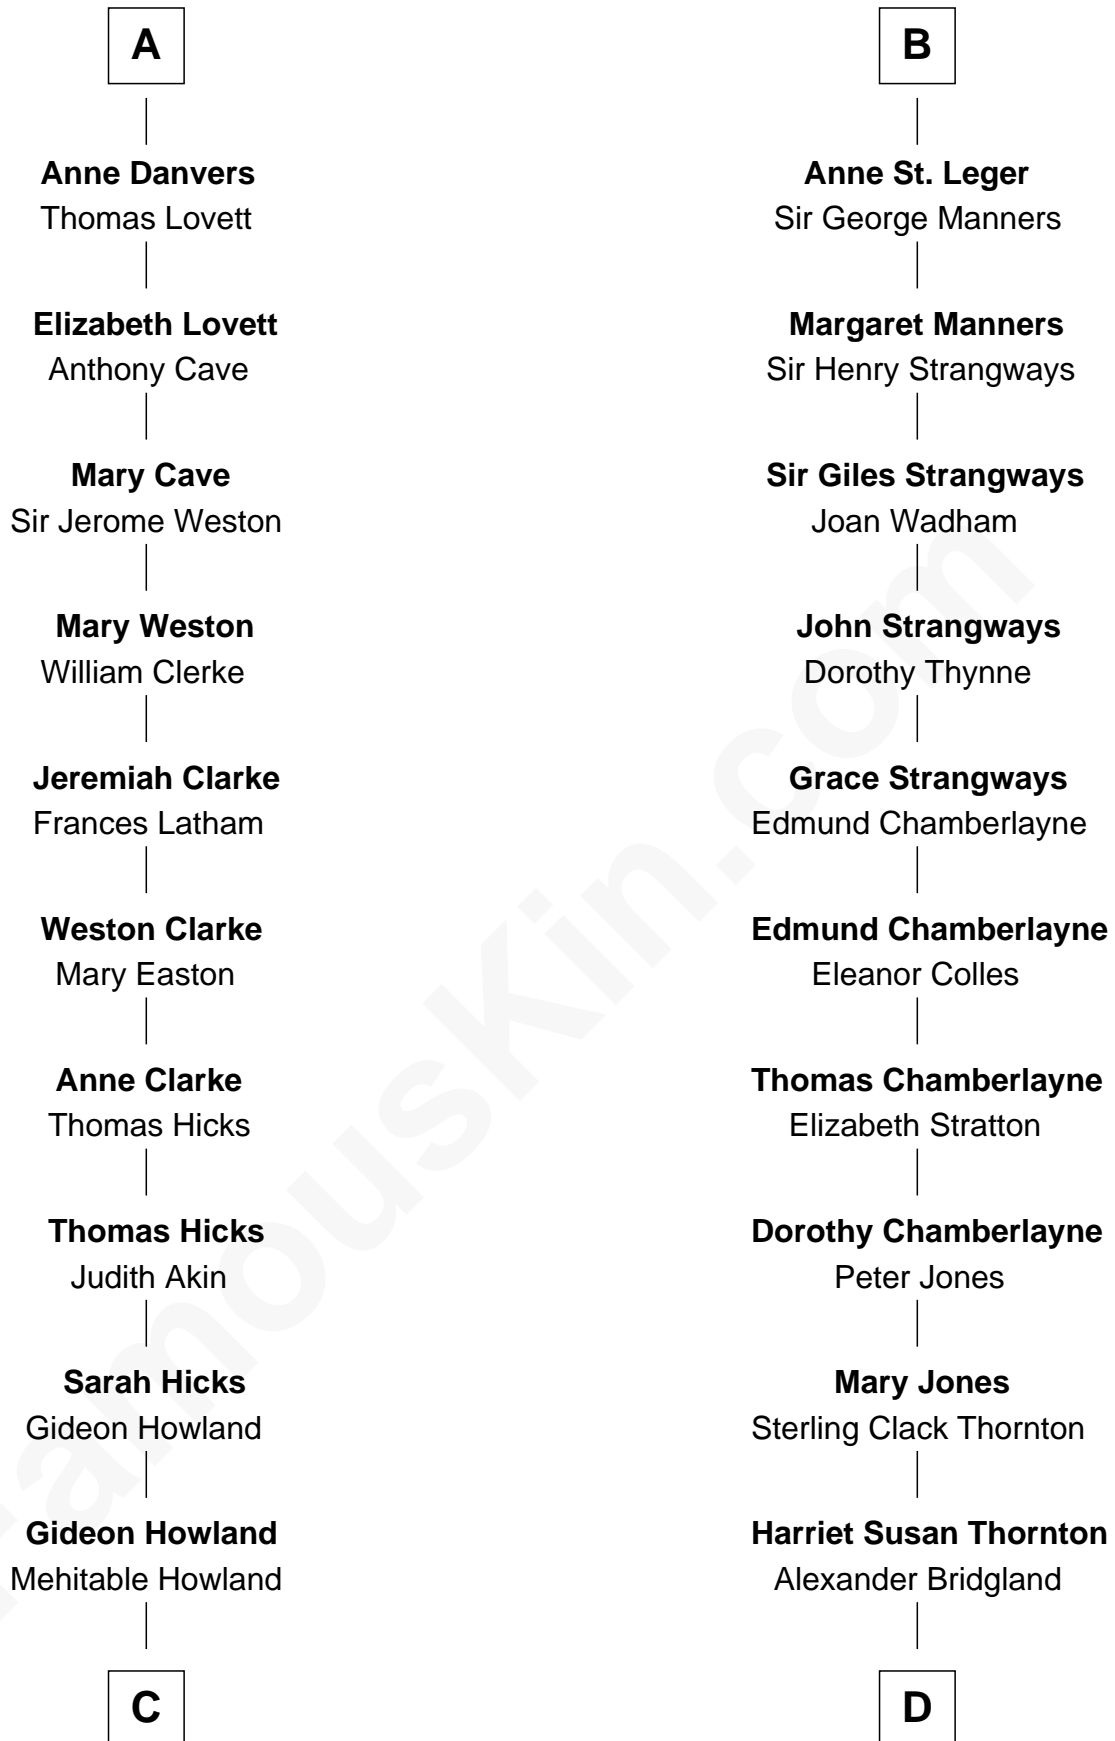 A
Anne Danvers
Thomas Lovett
Elizabeth Lovett
Anthony Cave
Mary Cave
Sir Jerome Weston
Mary Weston
William Clerke
Jeremiah Clarke
Frances Latham
Weston Clarke
Mary Easton
Anne Clarke
Thomas Hicks
Thomas Hicks
Judith Akin
Sarah Hicks
Gideon Howland
Gideon Howland
Mehitable Howland
C
B
Anne St. Leger
Sir George Manners
Margaret Manners
Sir Henry Strangways
Sir Giles Strangways
Joan Wadham
John Strangways
Dorothy Thynne
Grace Strangways
Edmund Chamberlayne
Edmund Chamberlayne
Eleanor Colles
Thomas Chamberlayne
Elizabeth Stratton
Dorothy Chamberlayne
Peter Jones
Mary Jones
Sterling Clack Thornton
Harriet Susan Thornton
Alexander Bridgland
D
FamousKin.com